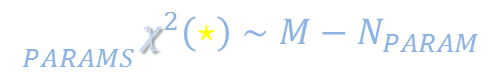 PARAMS χ²(⋆) ~ M − N_PARAM